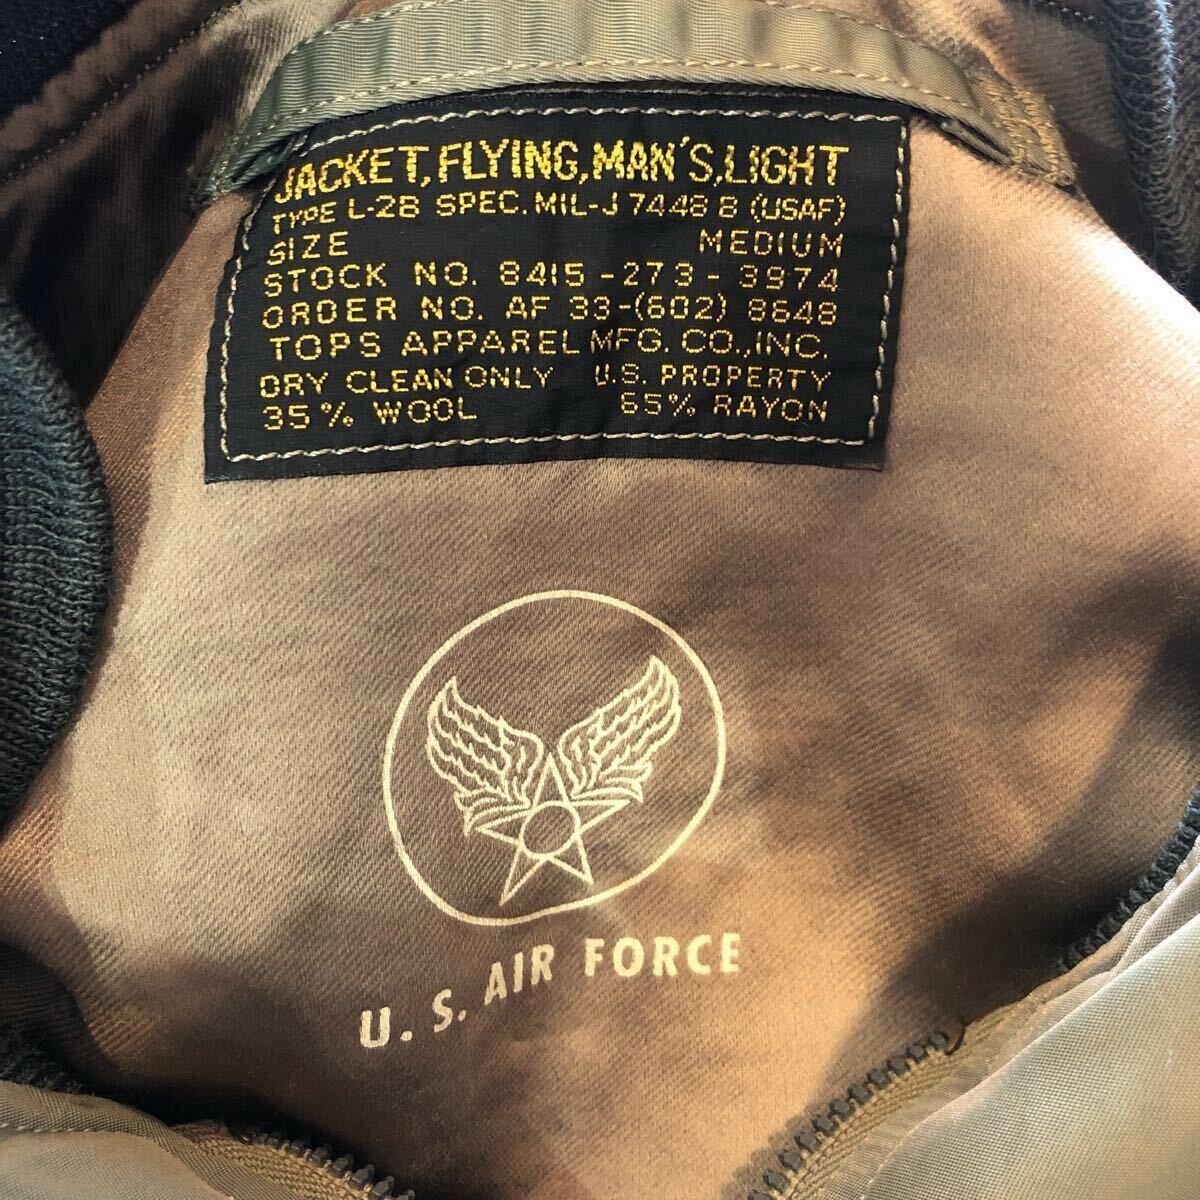 JACKET, FLYING, MAN'S, LIGHT
TYPE L-2B SPEC. MIL-J 7448 B (USAF)
SIZE MEDIUM
STOCK NO. 8415-273-3974
ORDER NO. AF 33-(602) 8648
TOPS APPAREL MFG. CO., INC.
DRY CLEAN ONLY U.S. PROPERTY
35% WOOL 65% RAYON
U.S. AIR FORCE